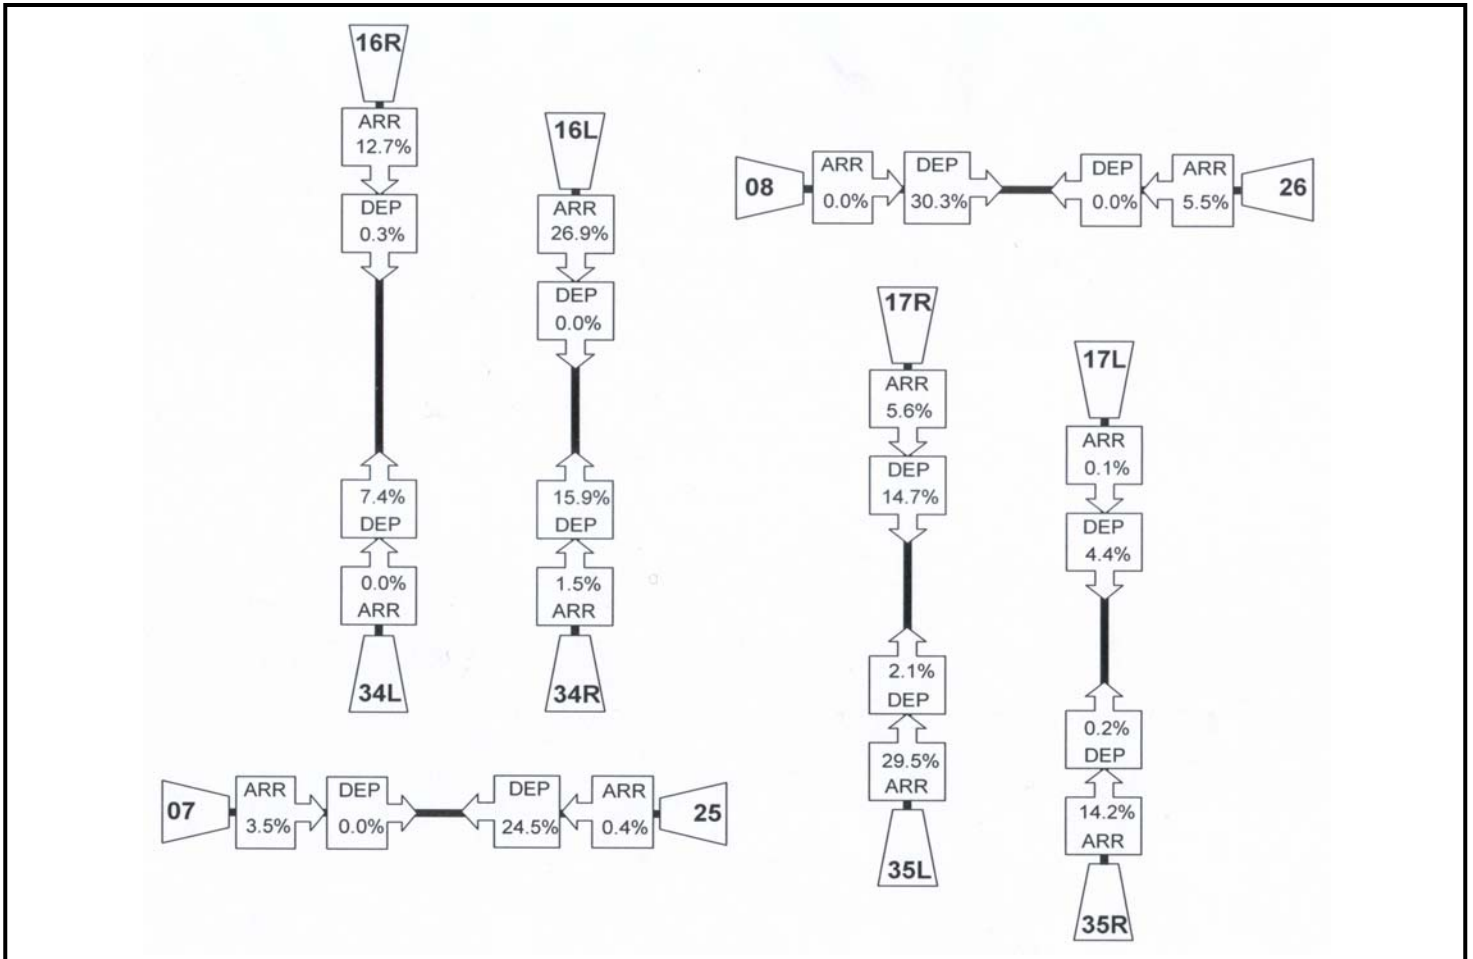 16R
ARR
12.7%
DEP
0.3%
7.4%
DEP
0.0%
ARR
34L
16L
ARR
26.9%
DEP
0.0%
15.9%
DEP
1.5%
ARR
34R
08
ARR
0.0%
DEP
30.3%
DEP
0.0%
ARR
5.5%
26
17R
ARR
5.6%
DEP
14.7%
2.1%
DEP
29.5%
ARR
35L
17L
ARR
0.1%
DEP
4.4%
0.2%
DEP
14.2%
ARR
35R
07
ARR
3.5%
DEP
0.0%
DEP
24.5%
ARR
0.4%
25